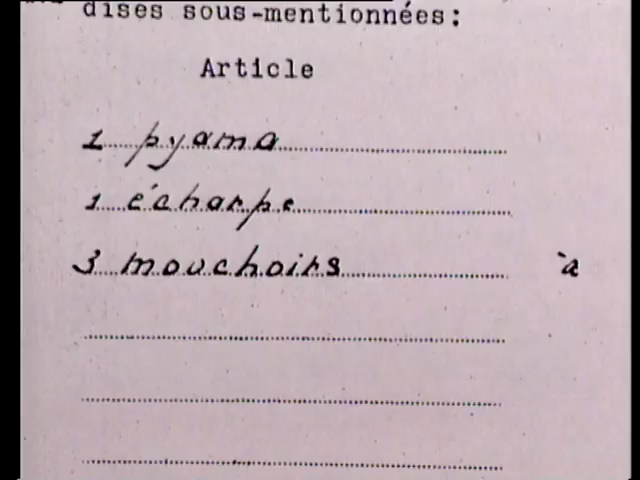 dises sous-mentionnées:
Article
1 pyama
1 écharpe
3 mouchoirs à